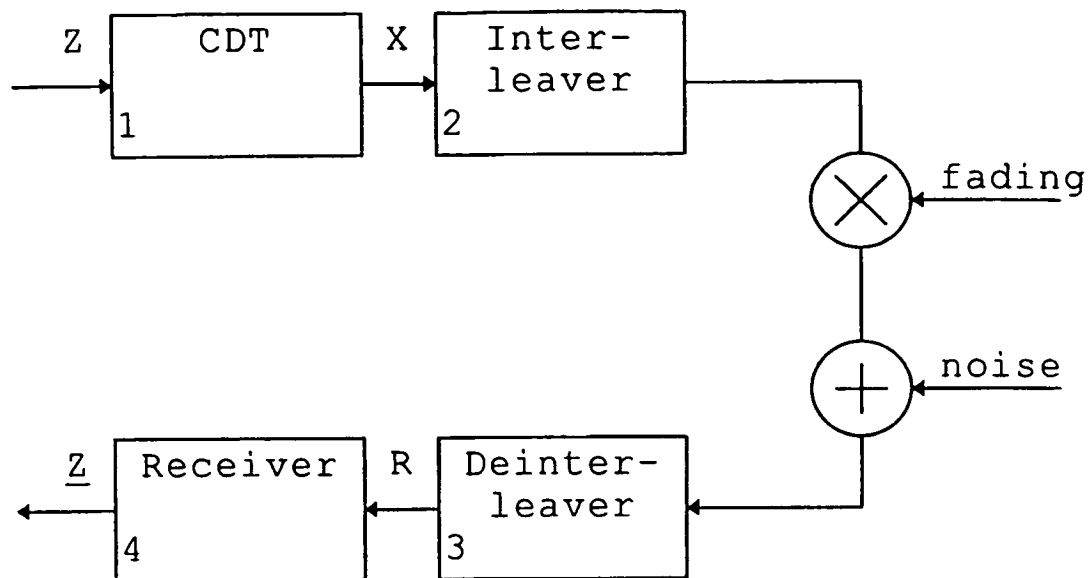 Z
CDT
1
X
Inter-
leaver
2
fading
noise
Z
Receiver
4
R
Deinter-
leaver
3